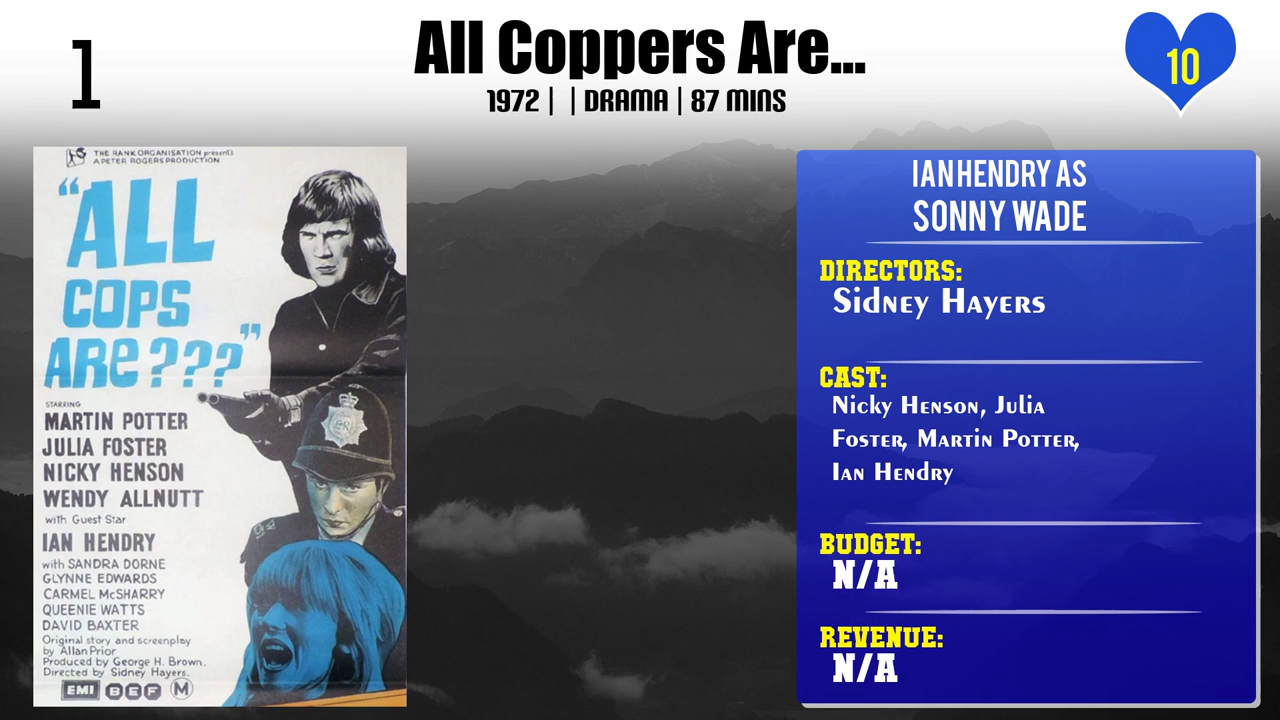 1
All Coppers Are...
1972 | | DRAMA | 87 MINS
10
THE RANK ORGANISATION presents
A PETER ROGERS PRODUCTION
"ALL
COPS
ARE???"
STARRING
MARTIN POTTER
JULIA FOSTER
NICKY HENSON
WENDY ALLNUTT
with Guest Star
IAN HENDRY
with SANDRA DORNE
GLYNNE EDWARDS
CARMEL McSHARRY
QUEENIE WATTS
DAVID BAXTER
Original story and screenplay
by Allan Prior
Produced by George H. Brown.
Directed by Sidney Hayers.
EMI BEF M
EIIR
IAN HENDRY AS
SONNY WADE
DIRECTORS:
Sidney Hayers
CAST:
Nicky Henson, Julia
Foster, Martin Potter,
Ian Hendry
BUDGET:
N/A
REVENUE:
N/A